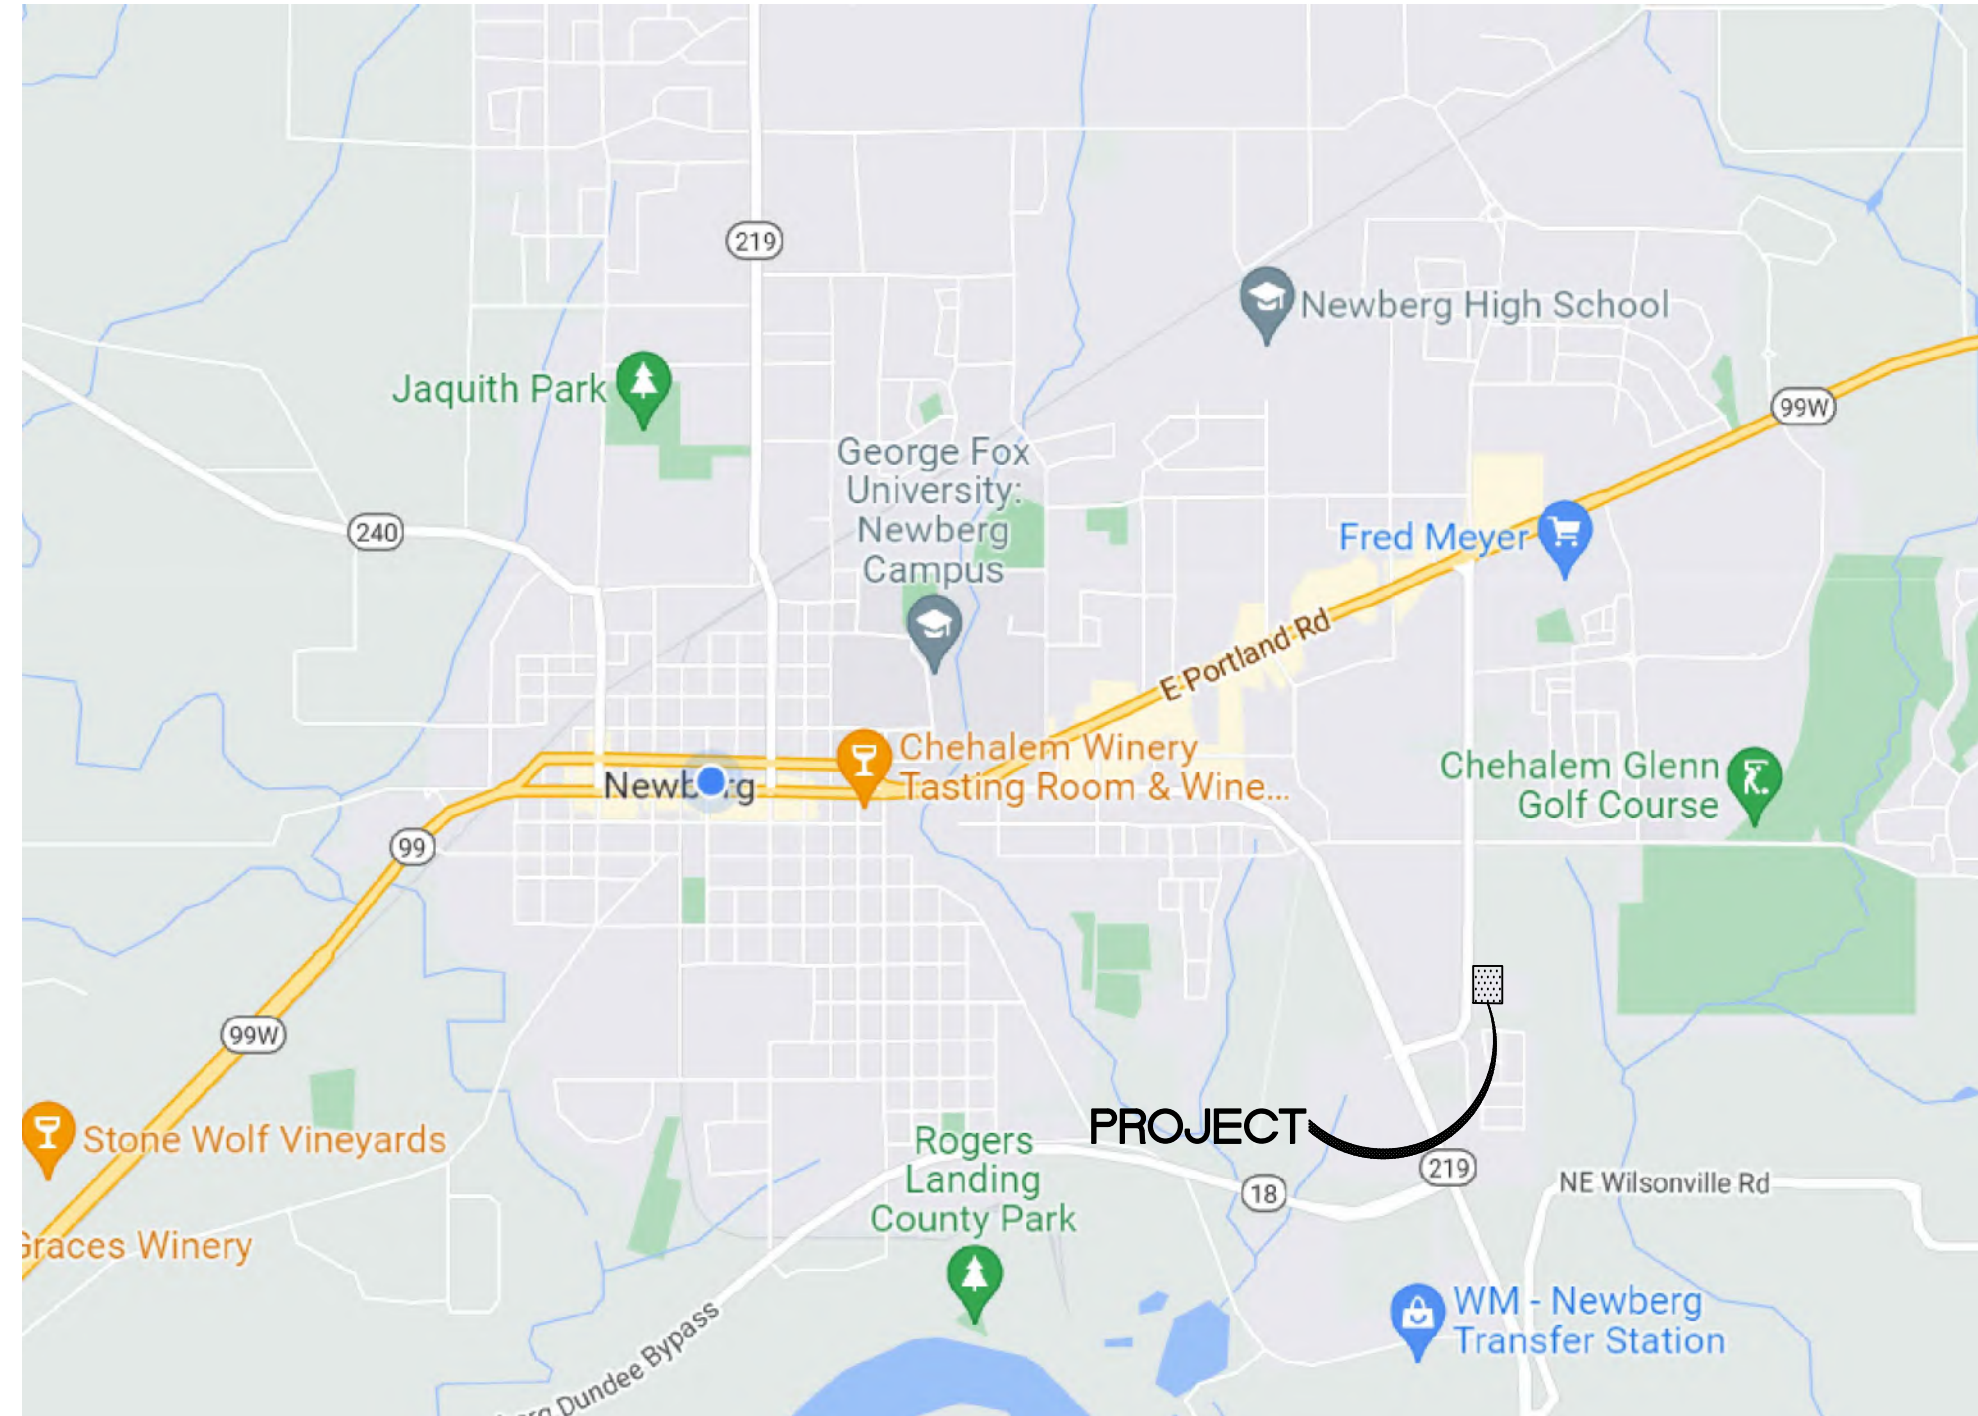 219
Newberg High School
Jaquith Park
99W
George Fox
University:
Newberg
Campus
240
Fred Meyer
E Portland Rd
Chehalem Winery
Tasting Room & Wine...
Chehalem Glenn
Golf Course
99
99W
PROJECT
Stone Wolf Vineyards
Rogers
Landing
County Park
219
18
NE Wilsonville Rd
Graces Winery
WM - Newberg
Transfer Station
Dundee Bypass